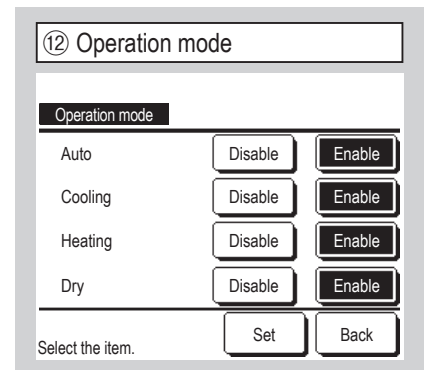 ⑫ Operation mode
Operation mode
Auto Disable Enable
Cooling Disable Enable
Heating Disable Enable
Dry Disable Enable
Select the item. Set Back